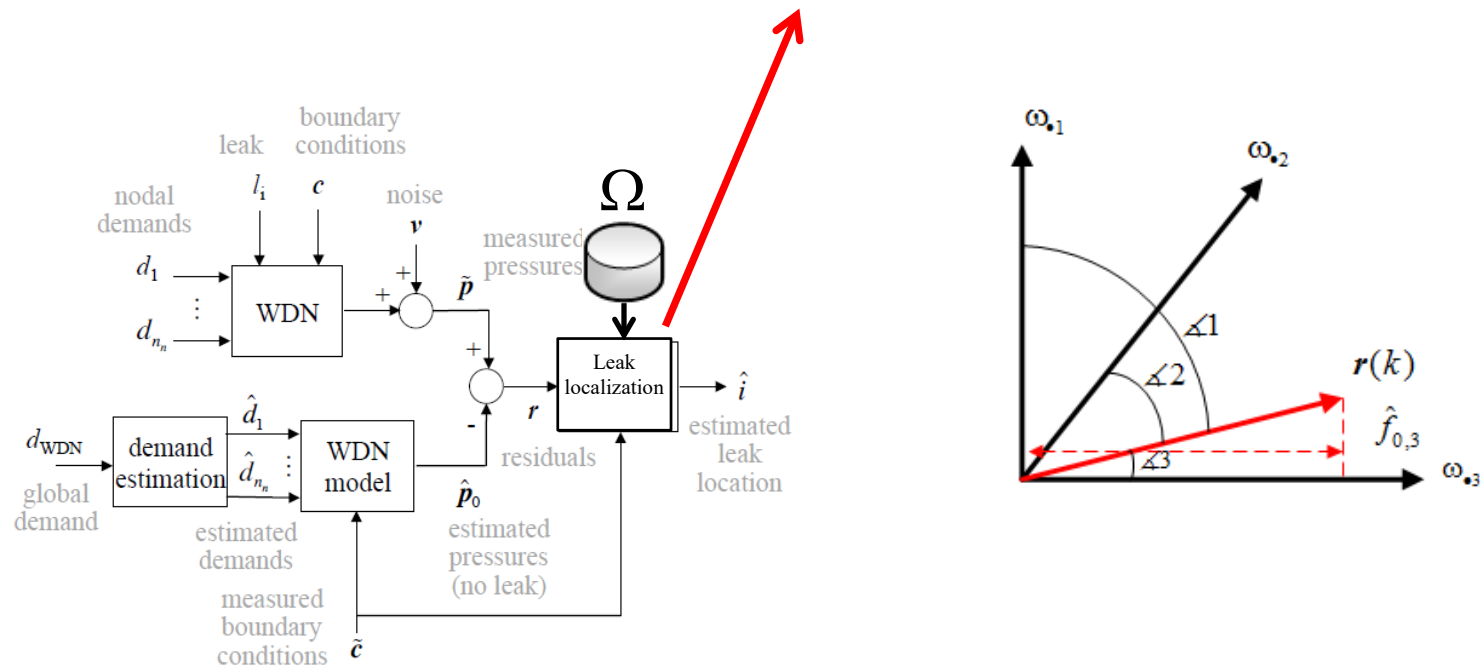 boundary
conditions
leak
l_i
c
nodal
demands
noise
v
Ω
measured
pressures
d_1
⋮
d_{n_n}
WDN
+
+
p̃
+
-
r
Leak
localization
î
estimated
leak
location
residuals
d_WDN
global
demand
demand
estimation
d̂_1
⋮
d̂_{n_n}
WDN
model
p̂_0
estimated
demands
estimated
pressures
(no leak)
measured
boundary
conditions
c̃
ω_•1
ω_•2
∡1
∡2
∡3
r(k)
f̂_{0,3}
ω_•3